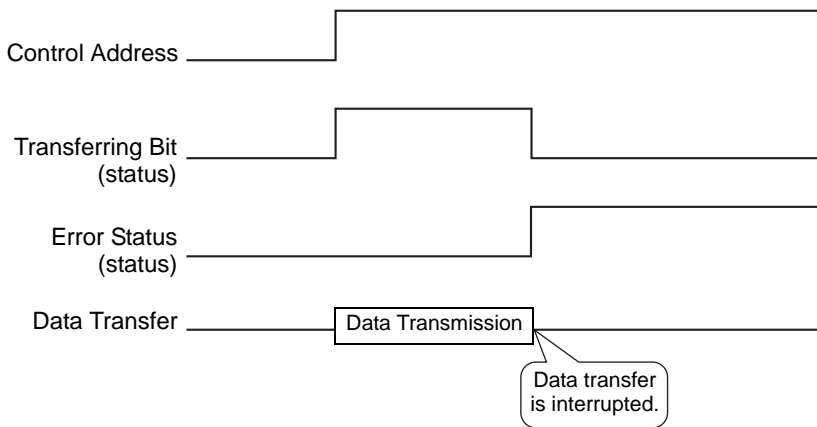 Control Address
Transferring Bit
(status)
Error Status
(status)
Data Transfer
Data Transmission
Data transfer
is interrupted.